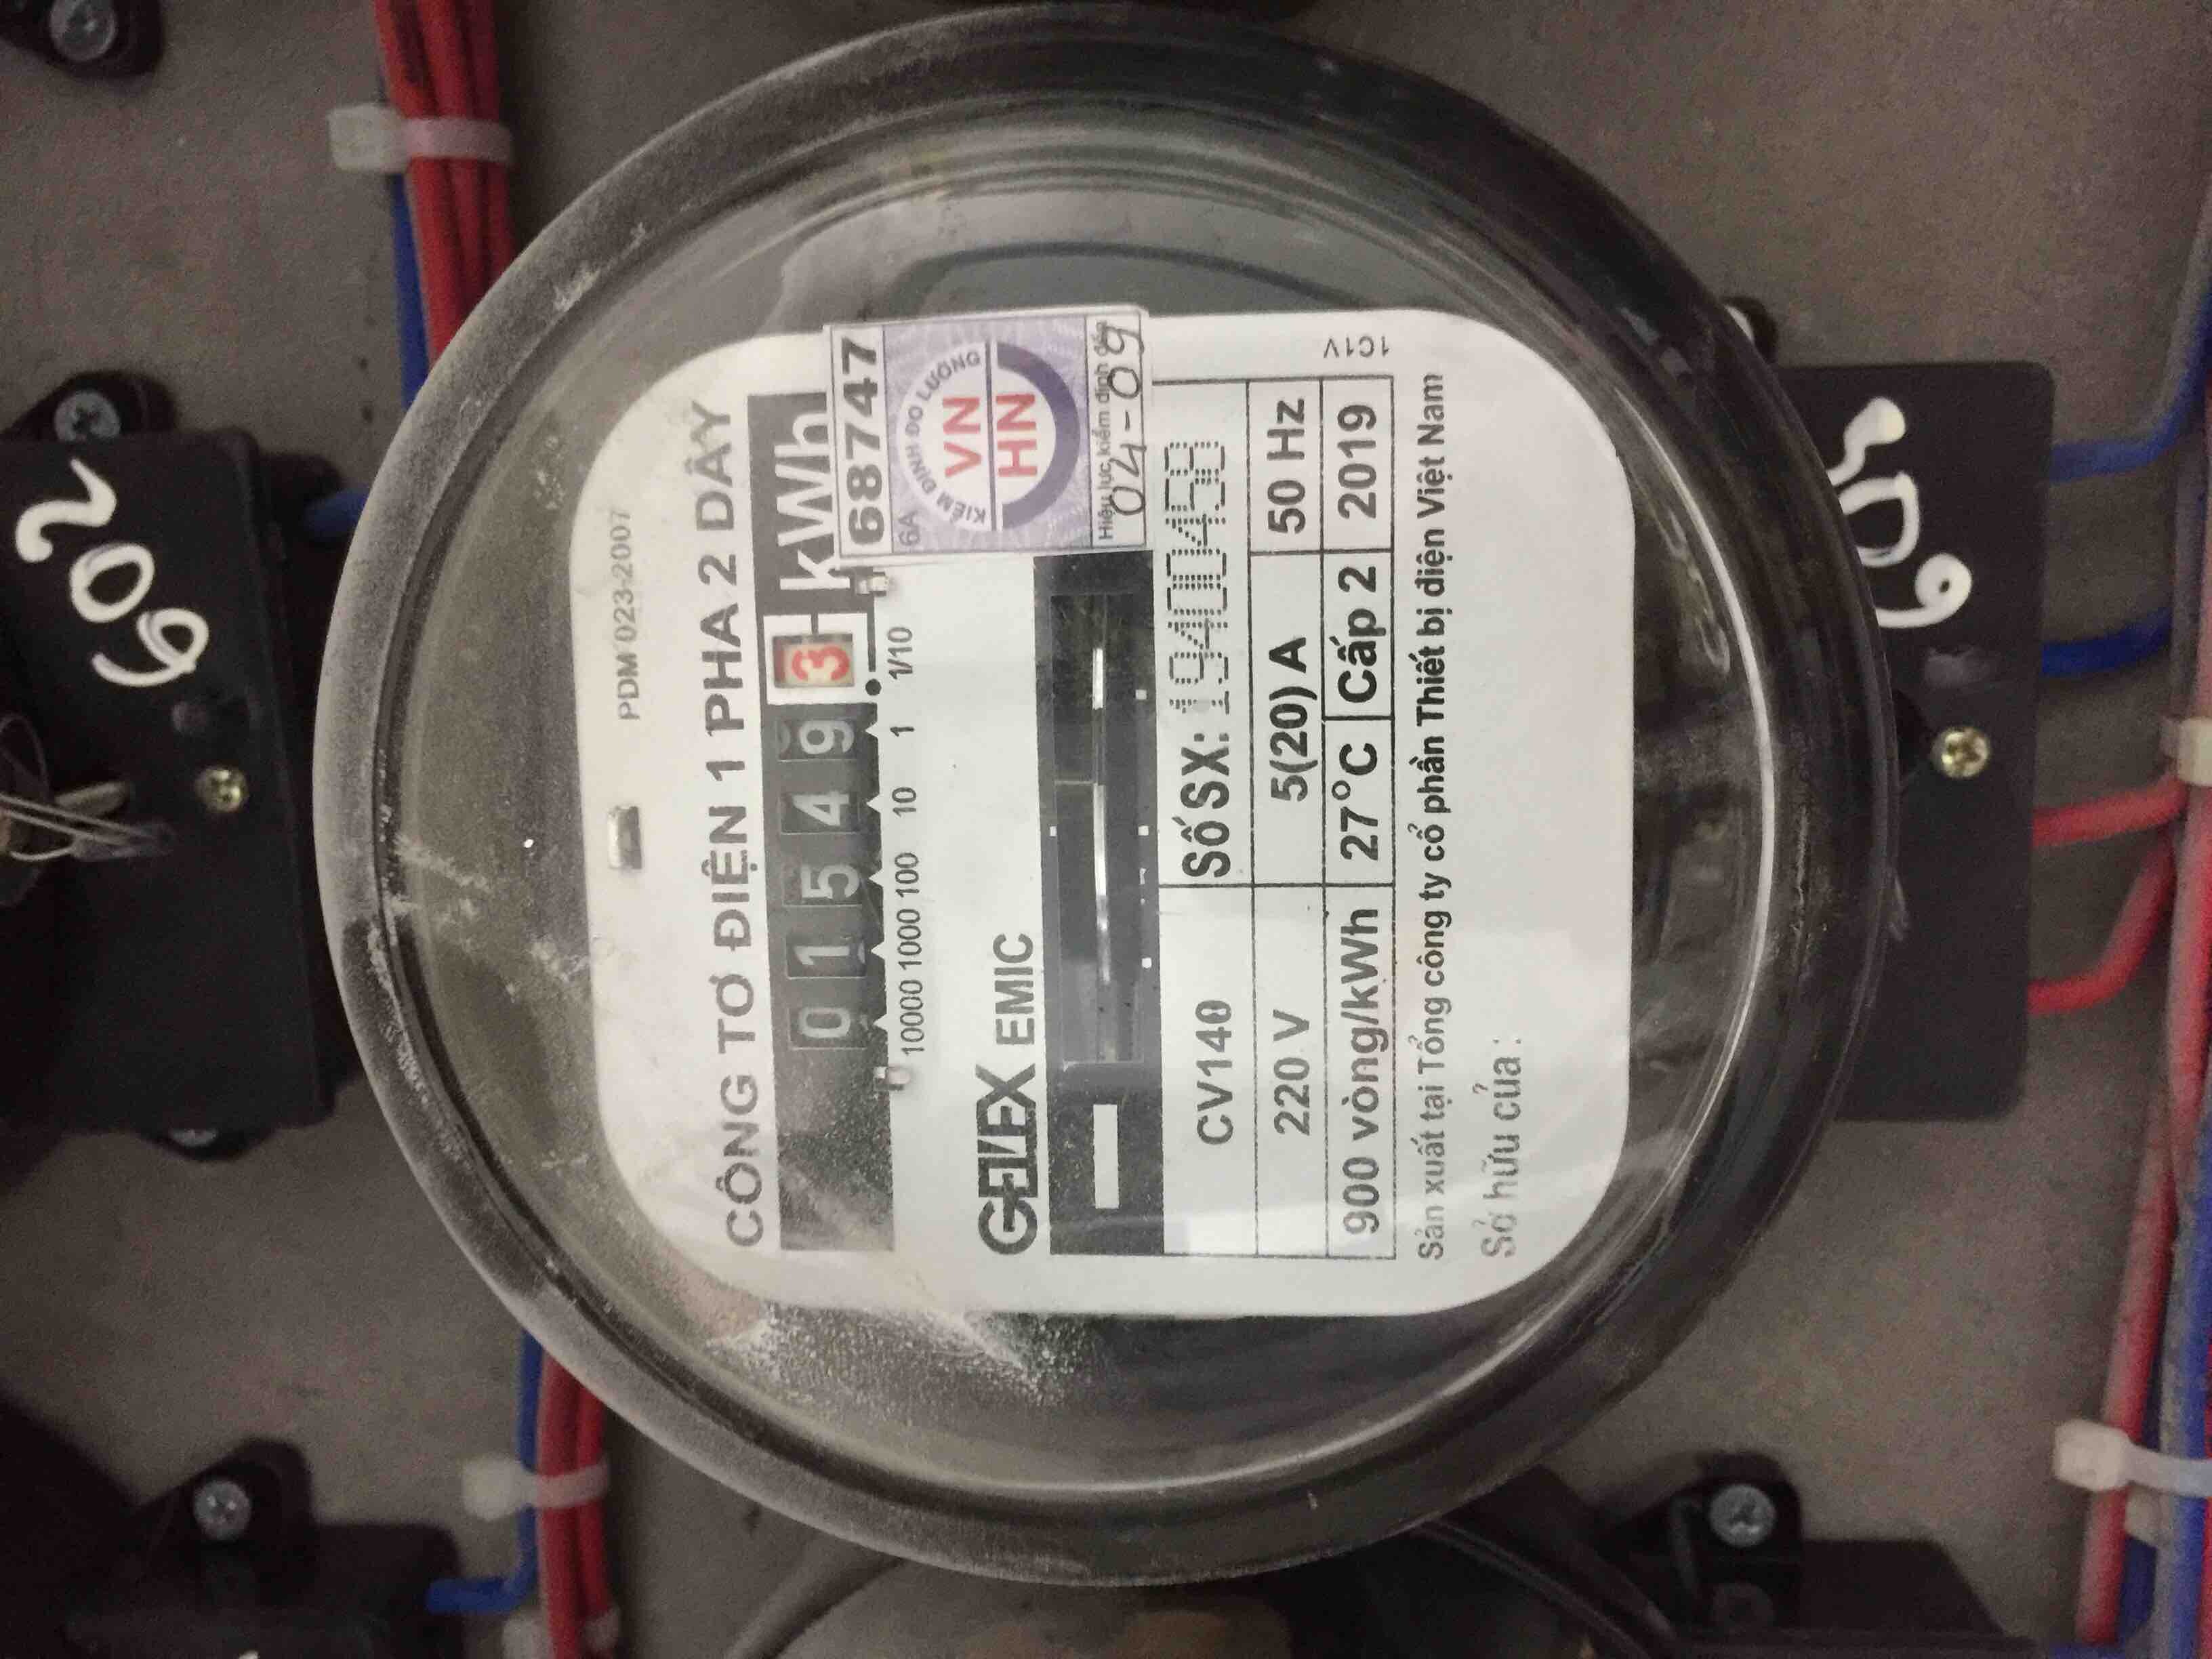 209
PDM 023-2007
CÔNG TƠ ĐIỆN 1 PHA 2 DÂY
0 1 5 4 9 3 kWh
10000 1000 100 10 1 1/10
68747
6A
KIỂM ĐỊNH ĐO LƯỜNG
VN
HN
Hiệu lực kiểm định đến
04-09
GELEX EMIC
CV140 Số SX: 19400458
220 V 5(20) A 50 Hz
900 vòng/kWh 27°C Cấp 2 2019
1C1V
Sản xuất tại Tổng công ty cổ phần Thiết bị điện Việt Nam
Sở hữu của: